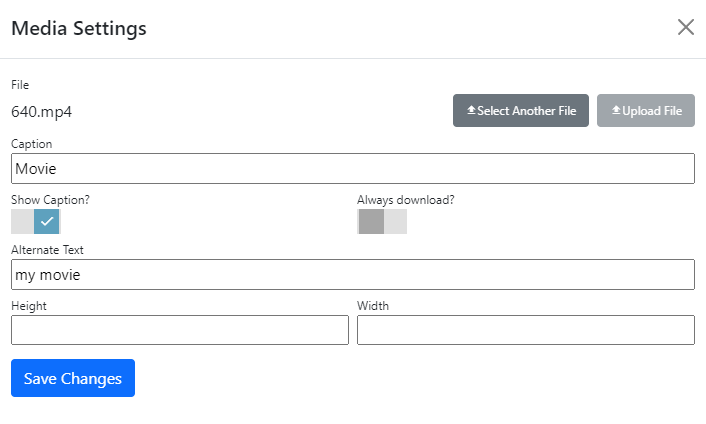 Media Settings
File
640.mp4
Select Another File
Upload File
Caption
Movie
Show Caption?
Always download?
Alternate Text
my movie
Height
Width
Save Changes